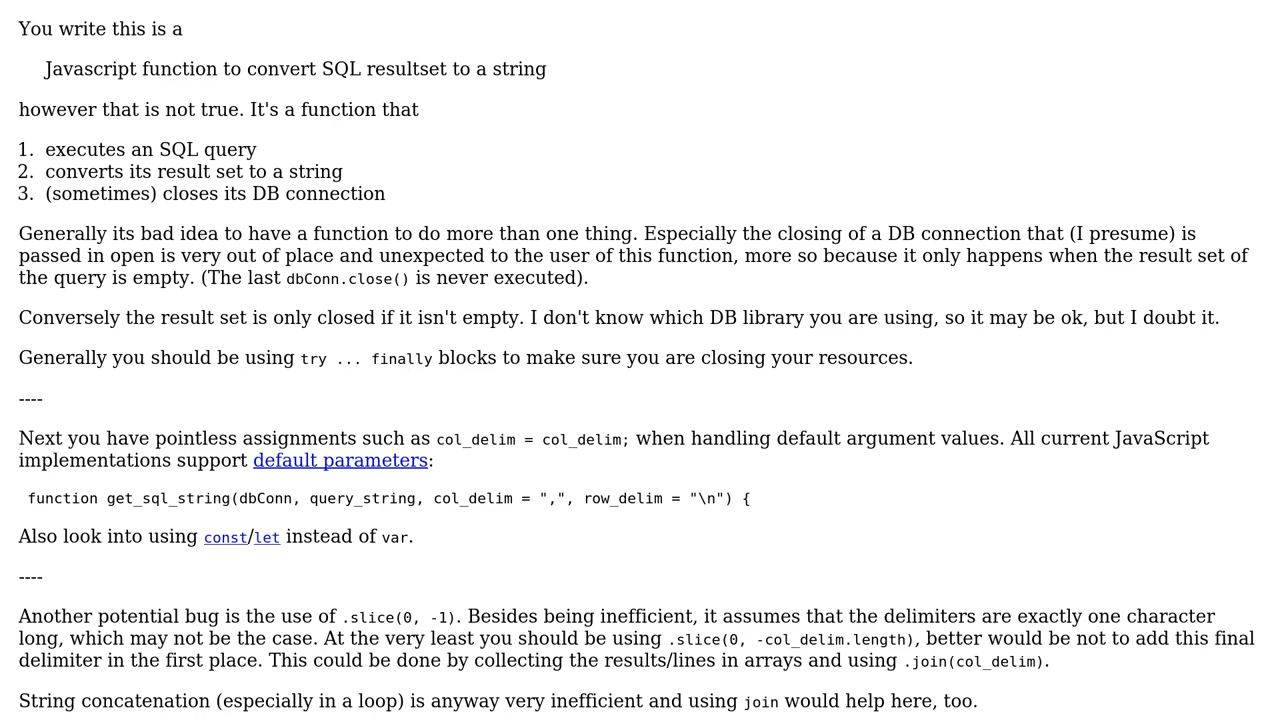 You write this is a
Javascript function to convert SQL resultset to a string
however that is not true. It's a function that
1. executes an SQL query
2. converts its result set to a string
3. (sometimes) closes its DB connection
Generally its bad idea to have a function to do more than one thing. Especially the closing of a DB connection that (I presume) is
passed in open is very out of place and unexpected to the user of this function, more so because it only happens when the result set of
the query is empty. (The last dbConn.close() is never executed).
Conversely the result set is only closed if it isn't empty. I don't know which DB library you are using, so it may be ok, but I doubt it.
Generally you should be using try ... finally blocks to make sure you are closing your resources.
----
Next you have pointless assignments such as col_delim = col_delim; when handling default argument values. All current JavaScript
implementations support default parameters:
function get_sql_string(dbConn, query_string, col_delim = ",", row_delim = "\n") {
Also look into using const/let instead of var.
----
Another potential bug is the use of .slice(0, -1). Besides being inefficient, it assumes that the delimiters are exactly one character
long, which may not be the case. At the very least you should be using .slice(0, -col_delim.length), better would be not to add this final
delimiter in the first place. This could be done by collecting the results/lines in arrays and using .join(col_delim).
String concatenation (especially in a loop) is anyway very inefficient and using join would help here, too.